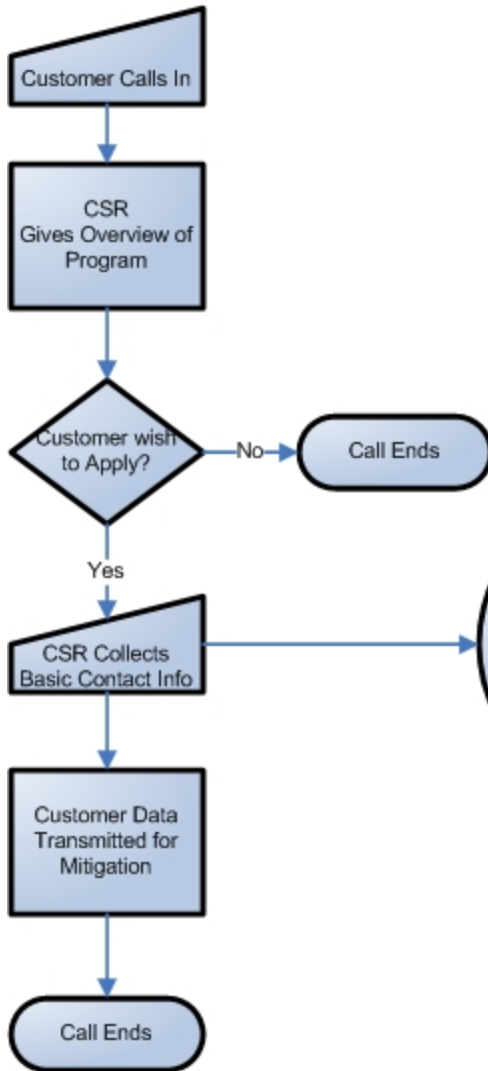 Customer Calls In
CSR
Gives Overview of
Program
Customer wish
to Apply?
No
Call Ends
Yes
CSR Collects
Basic Contact Info
Customer Data
Transmitted for
Mitigation
Call Ends